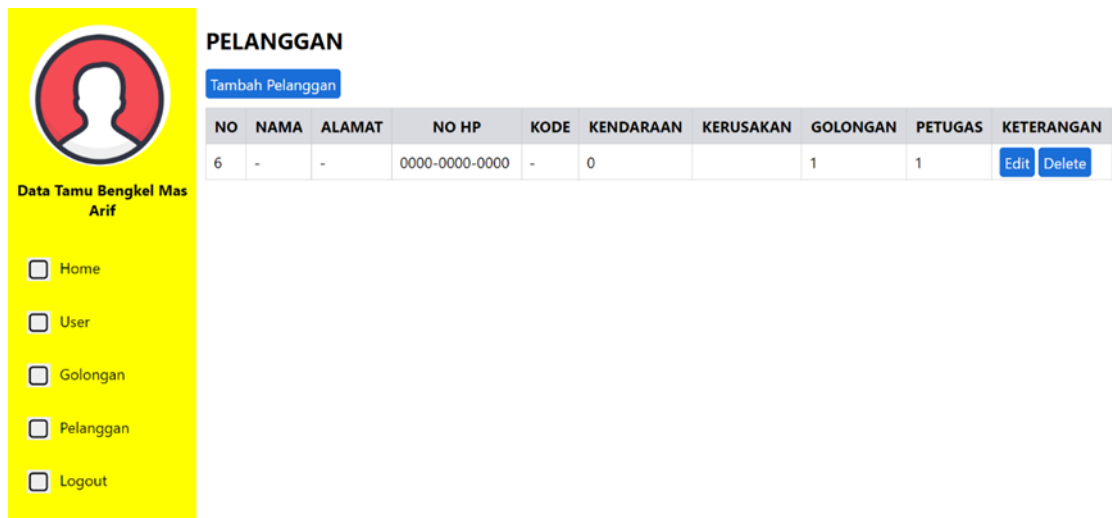 Data Tamu Bengkel Mas
Arif
Home
User
Golongan
Pelanggan
Logout
PELANGGAN
Tambah Pelanggan
NO NAMA ALAMAT NO HP KODE KENDARAAN KERUSAKAN GOLONGAN PETUGAS KETERANGAN
6 - - 0000-0000-0000 - 0 1 1 Edit Delete